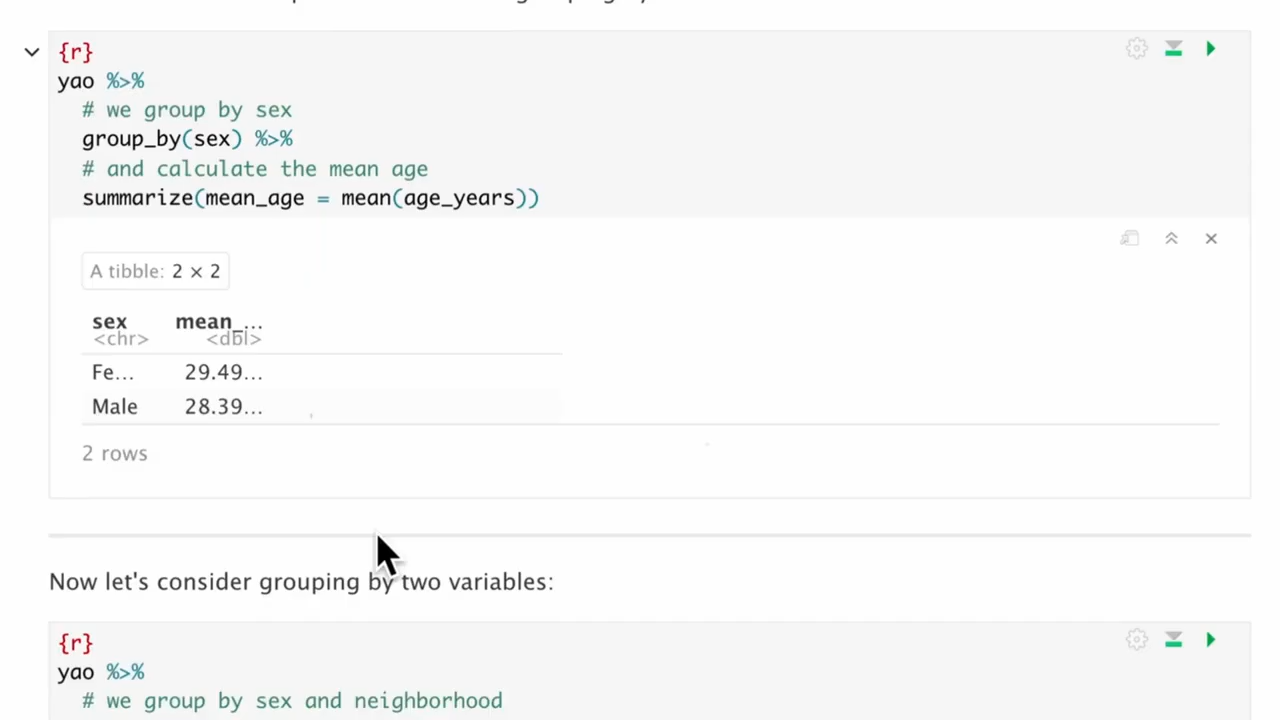 {r}
yao %>%
# we group by sex
group_by(sex) %>%
# and calculate the mean age
summarize(mean_age = mean(age_years))
A tibble: 2 × 2
sex mean_...
<chr> <dbl>
Fe... 29.49...
Male 28.39...
2 rows
Now let's consider grouping by two variables:
{r}
yao %>%
# we group by sex and neighborhood